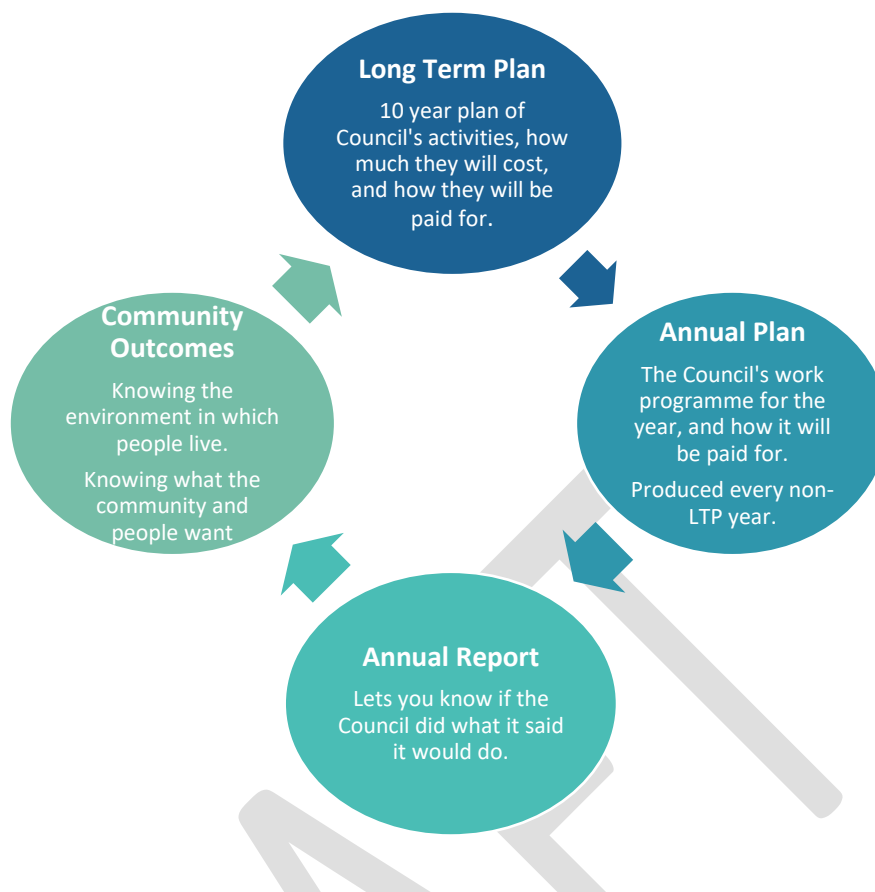 Long Term Plan
10 year plan of
Council's activities, how
much they will cost,
and how they will be
paid for.
Annual Plan
The Council's work
programme for the
year, and how it will
be paid for.
Produced every non-
LTP year.
Annual Report
Lets you know if the
Council did what it said
it would do.
Community
Outcomes
Knowing the
environment in which
people live.
Knowing what the
community and
people want